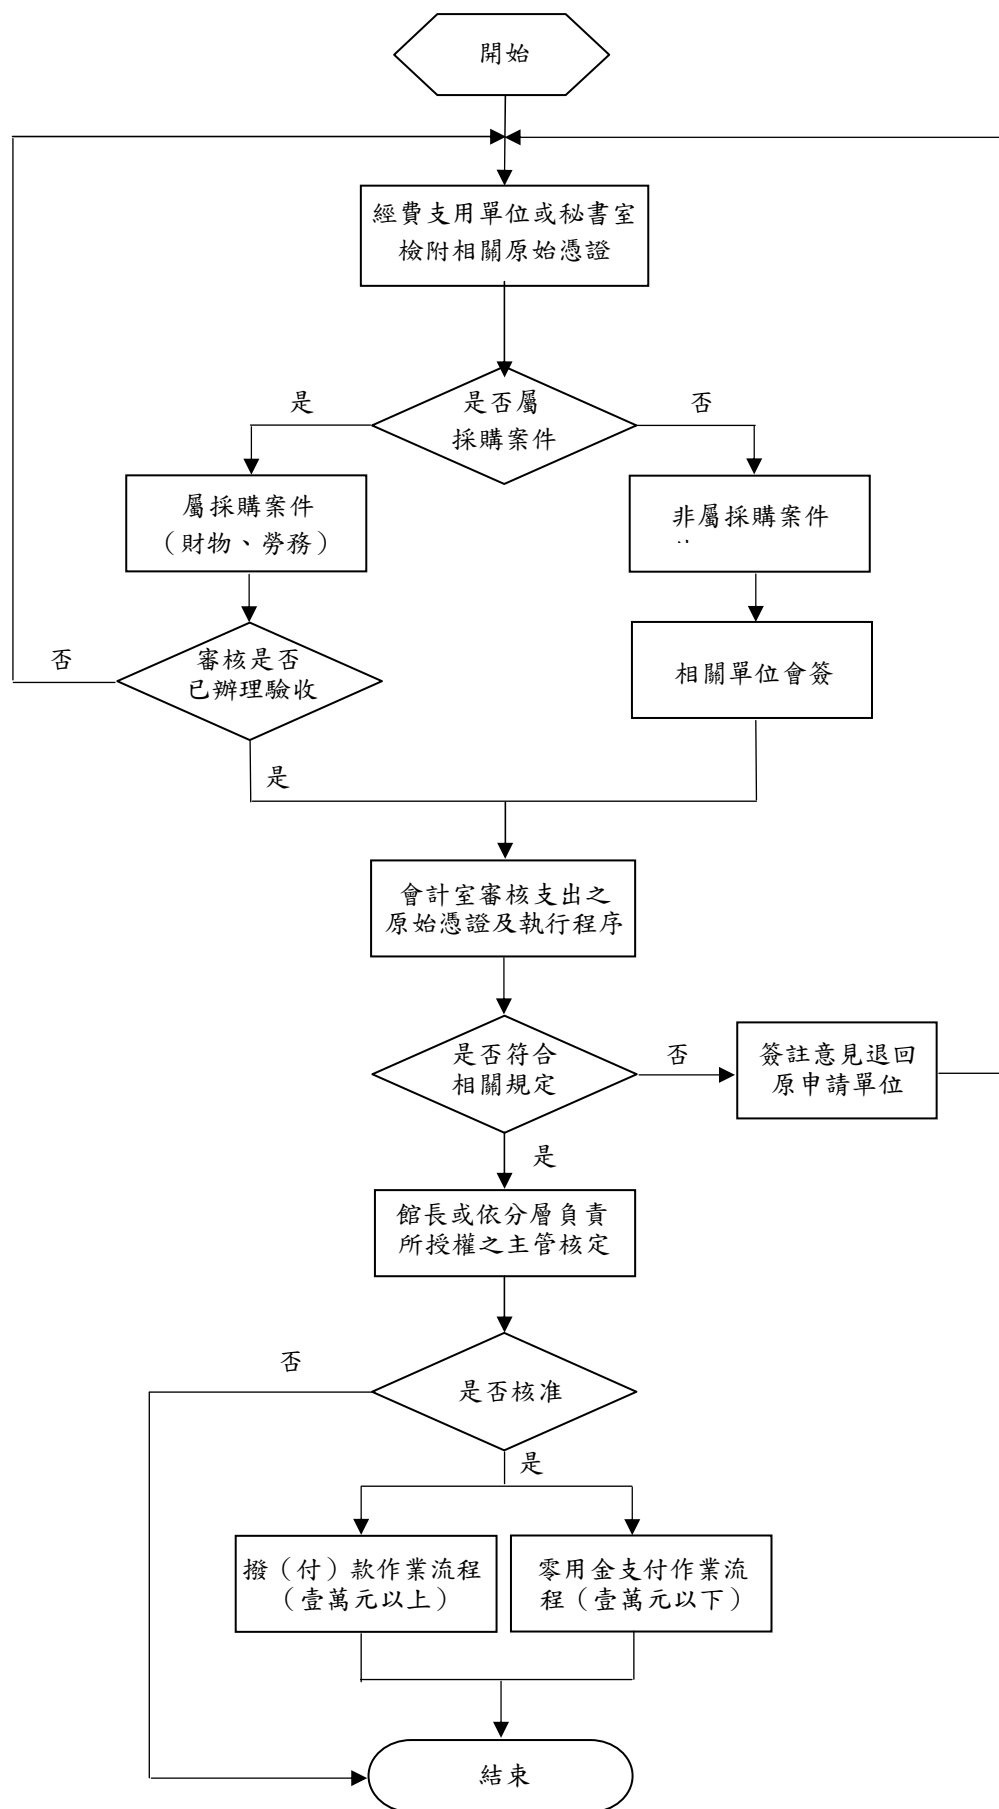 開始
經費支用單位或秘書室
檢附相關原始憑證
是否屬
採購案件
是
否
屬採購案件
（財物、勞務）
非屬採購案件
審核是否
已辦理驗收
否
相關單位會簽
是
會計室審核支出之
原始憑證及執行程序
是否符合
相關規定
否
簽註意見退回
原申請單位
是
館長或依分層負責
所授權之主管核定
否
是否核准
是
撥（付）款作業流程
（壹萬元以上）
零用金支付作業流
程（壹萬元以下）
結束